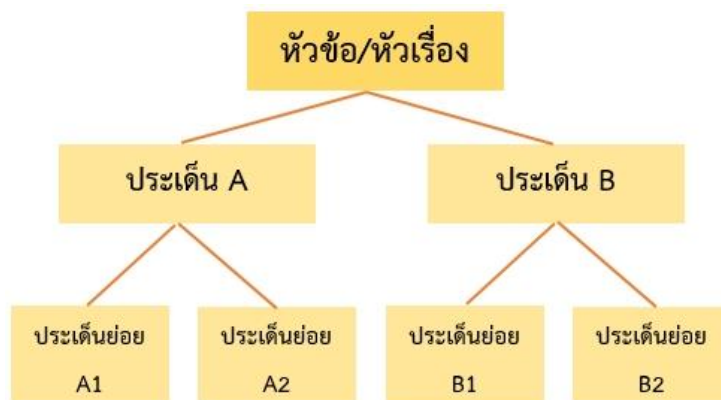 หัวข้อ/หัวเรื่อง
ประเด็น A
ประเด็น B
ประเด็นย่อย
A1
ประเด็นย่อย
A2
ประเด็นย่อย
B1
ประเด็นย่อย
B2